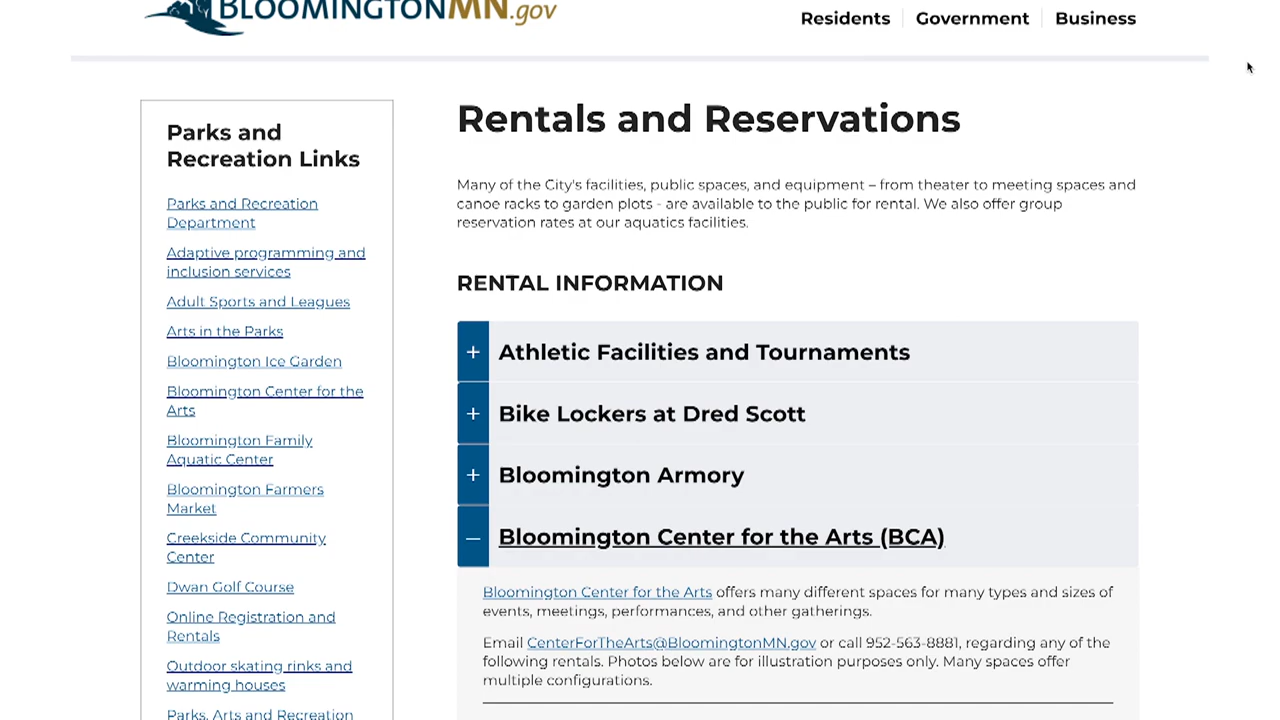 BLOOMINGTONMN.gov
Residents
Government
Business
Parks and
Recreation Links
Parks and Recreation
Department
Adaptive programming and
inclusion services
Adult Sports and Leagues
Arts in the Parks
Bloomington Ice Garden
Bloomington Center for the
Arts
Bloomington Family
Aquatic Center
Bloomington Farmers
Market
Creekside Community
Center
Dwan Golf Course
Online Registration and
Rentals
Outdoor skating rinks and
warming houses
Parks, Arts and Recreation
Rentals and Reservations
Many of the City's facilities, public spaces, and equipment – from theater to meeting spaces and
canoe racks to garden plots - are available to the public for rental. We also offer group
reservation rates at our aquatics facilities.
RENTAL INFORMATION
+ Athletic Facilities and Tournaments
+ Bike Lockers at Dred Scott
+ Bloomington Armory
– Bloomington Center for the Arts (BCA)
Bloomington Center for the Arts offers many different spaces for many types and sizes of
events, meetings, performances, and other gatherings.
Email CenterForTheArts@BloomingtonMN.gov or call 952-563-8881, regarding any of the
following rentals. Photos below are for illustration purposes only. Many spaces offer
multiple configurations.